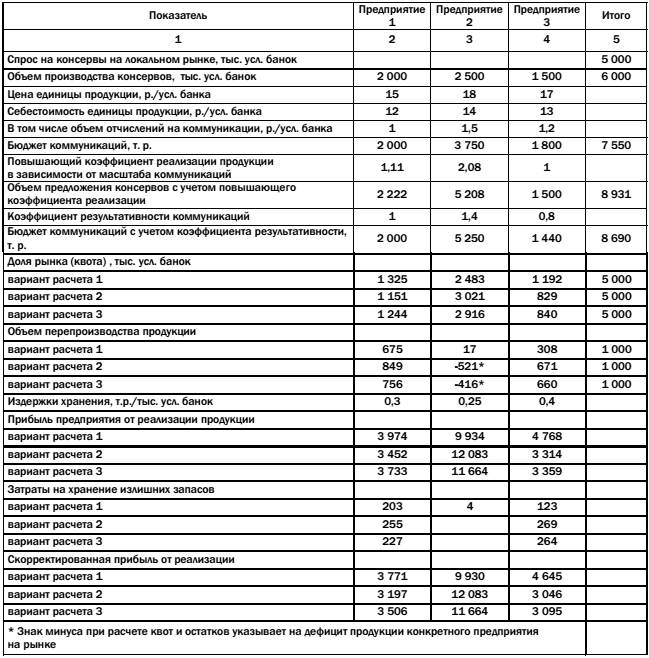 Показатель Предприятие 1 Предприятие 2 Предприятие 3 Итого
1 2 3 4 5
Спрос на консервы на локальном рынке, тыс. усл. банок 5 000
Объем производства консервов, тыс. усл. банок 2 000 2 500 1 500 6 000
Цена единицы продукции, р./усл. банка 15 18 17
Себестоимость единицы продукции, р./усл. банка 12 14 13
В том числе объем отчислений на коммуникации, р./усл. банка 1 1,5 1,2
Бюджет коммуникаций, т. р. 2 000 3 750 1 800 7 550
Повышающий коэффициент реализации продукции
в зависимости от масштаба коммуникаций 1,11 2,08 1
Объем предложения консервов с учетом повышающего
коэффициента реализации 2 222 5 208 1 500 8 931
Коэффициент результативности коммуникаций 1 1,4 0,8
Бюджет коммуникаций с учетом коэффициента результативности,
т. р. 2 000 5 250 1 440 8 690
Доля рынка (квота) , тыс. усл. банок
вариант расчета 1 1 325 2 483 1 192 5 000
вариант расчета 2 1 151 3 021 829 5 000
вариант расчета 3 1 244 2 916 840 5 000
Объем перепроизводства продукции
вариант расчета 1 675 17 308 1 000
вариант расчета 2 849 -521* 671 1 000
вариант расчета 3 756 -416* 660 1 000
Издержки хранения, т.р./тыс. усл. банок 0,3 0,25 0,4
Прибыль предприятия от реализации продукции
вариант расчета 1 3 974 9 934 4 768
вариант расчета 2 3 452 12 083 3 314
вариант расчета 3 3 733 11 664 3 359
Затраты на хранение излишних запасов
вариант расчета 1 203 4 123
вариант расчета 2 255 269
вариант расчета 3 227 264
Скорректированная прибыль от реализации
вариант расчета 1 3 771 9 930 4 645
вариант расчета 2 3 197 12 083 3 046
вариант расчета 3 3 506 11 664 3 095
* Знак минуса при расчете квот и остатков указывает на дефицит продукции конкретного предприятия
на рынке